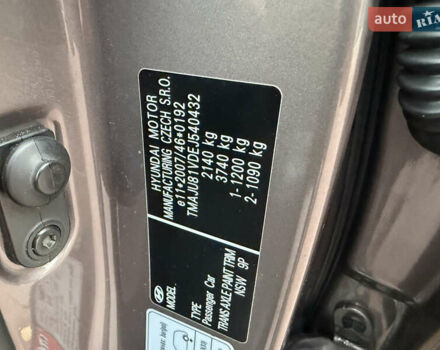 auto RIA
HYUNDAI MOTOR
MANUFACTURING CZECH S.R.O.
e11*2007/46*0192
TMAJU81VDEJ540432
2140 kg
3740 kg
1-1200 kg
2-1090 kg
MODEL
TYPE
Passenger Car
TRANS AXLE PAINT TRIM
NSW 9P